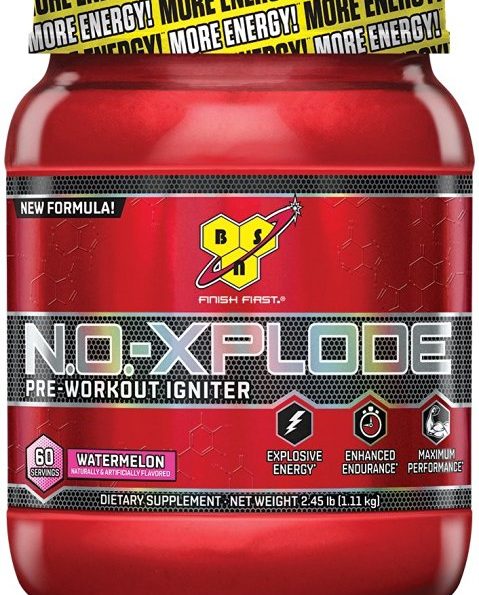 MORE ENERGY! MORE ENERGY! MORE ENERGY!
MORE ENERGY! MORE ENERGY! MORE ENERGY!
NEW FORMULA!
B S
N
FINISH FIRST.®
N.O.-XPLODE
PRE-WORKOUT IGNITER
60
SERVINGS
WATERMELON
NATURALLY & ARTIFICIALLY FLAVORED
EXPLOSIVE
ENERGY*
ENHANCED
ENDURANCE*
MAXIMUM
PERFORMANCE*
DIETARY SUPPLEMENT • NET WEIGHT 2.45 lb (1.11 kg)